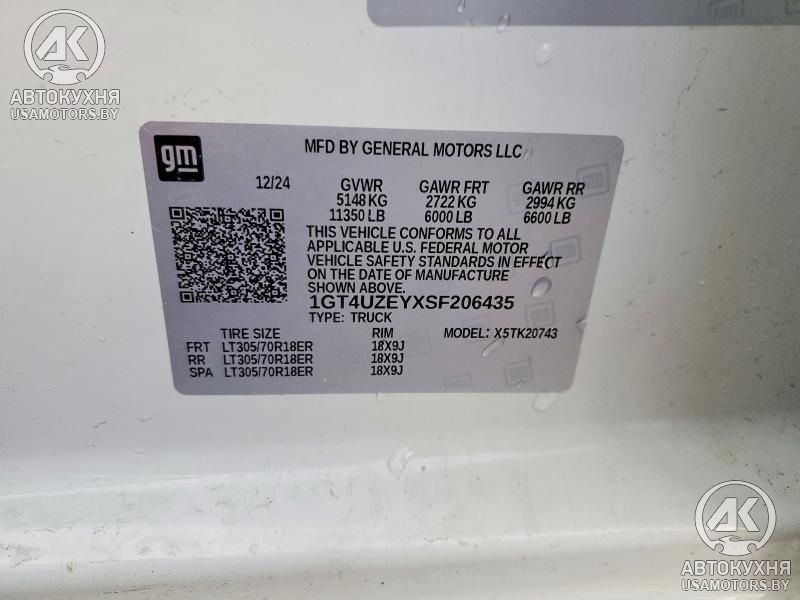 АК
АВТОКУХНЯ
USAMOTORS.BY
gm
MFD BY GENERAL MOTORS LLC
12/24 GVWR GAWR FRT GAWR RR
5148 KG 2722 KG 2994 KG
11350 LB 6000 LB 6600 LB
THIS VEHICLE CONFORMS TO ALL
APPLICABLE U.S. FEDERAL MOTOR
VEHICLE SAFETY STANDARDS IN EFFECT
ON THE DATE OF MANUFACTURE
SHOWN ABOVE.
1GT4UZEYXSF206435
TYPE: TRUCK
TIRE SIZE RIM MODEL: X5TK20743
FRT LT305/70R18ER 18X9J
RR LT305/70R18ER 18X9J
SPA LT305/70R18ER 18X9J
АК
АВТОКУХНЯ
USAMOTORS.BY